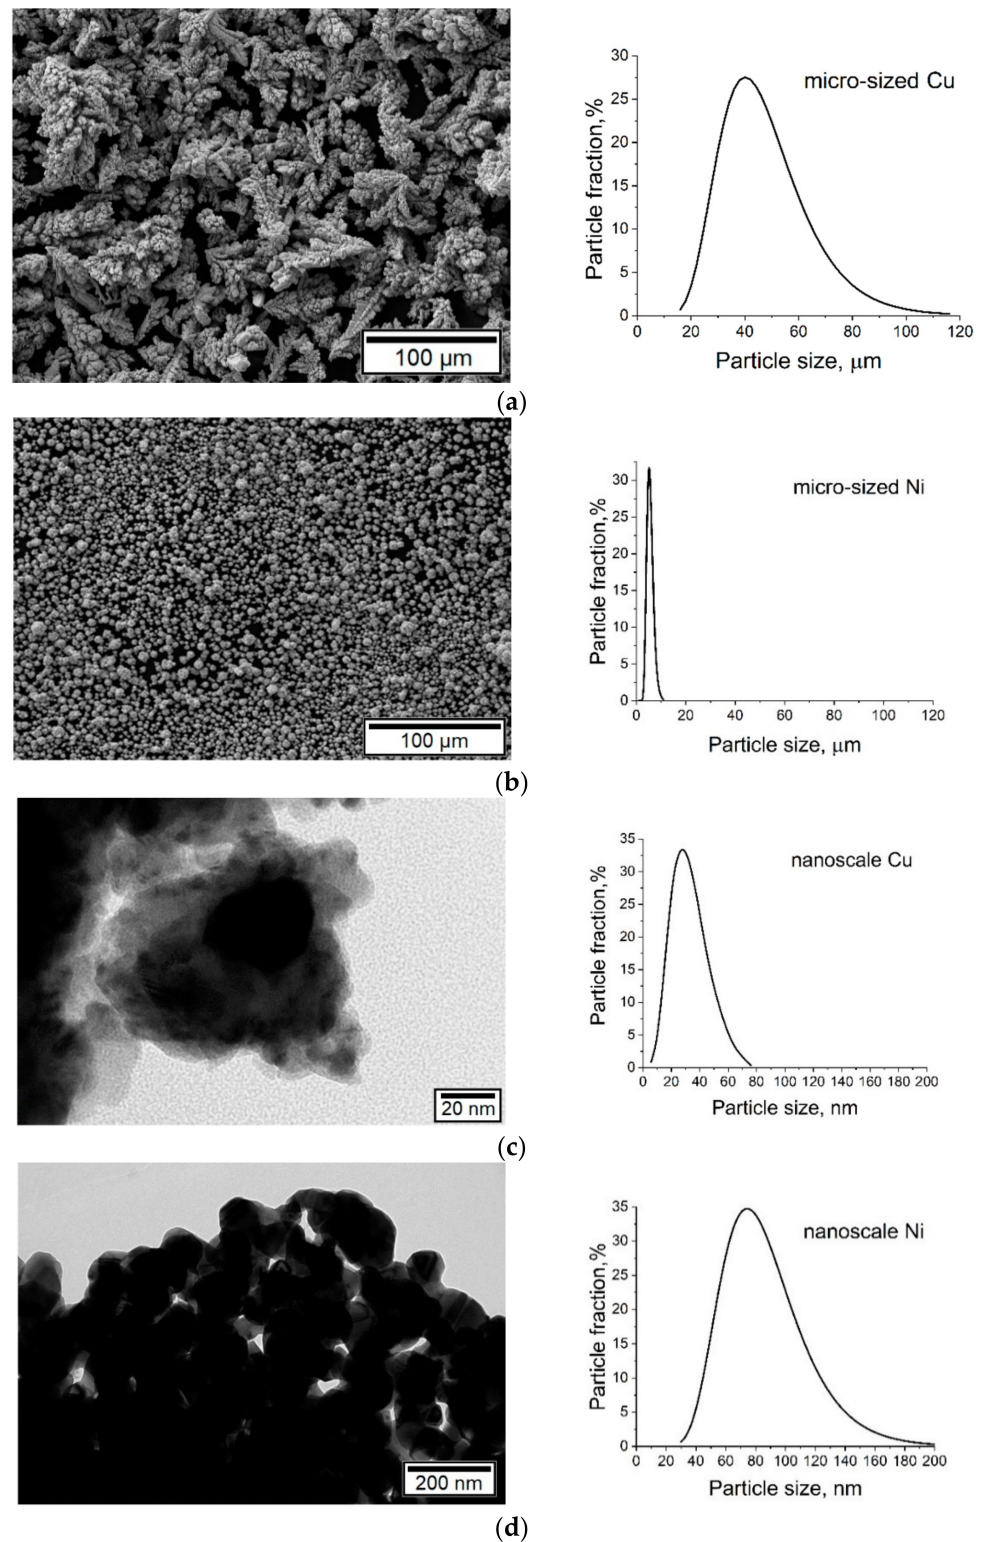 micro-sized Cu
Particle fraction,%
30
25
20
15
10
5
0
0 20 40 60 80 100 120
Particle size, μm
100 μm
(a)
micro-sized Ni
Particle fraction,%
30
25
20
15
10
5
0
0 20 40 60 80 100 120
Particle size, μm
100 μm
(b)
nanoscale Cu
Particle fraction,%
35
30
25
20
15
10
5
0
0 20 40 60 80 100 120 140 160 180 200
Particle size, nm
20 nm
(c)
nanoscale Ni
Particle fraction,%
35
30
25
20
15
10
5
0
0 20 40 60 80 100 120 140 160 180 200
Particle size, nm
200 nm
(d)